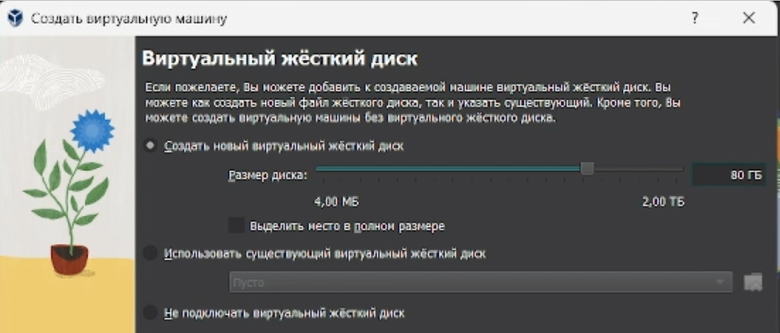 Создать виртуальную машину
?
Виртуальный жёсткий диск
Если пожелаете, Вы можете добавить к создаваемой машине виртуальный жёсткий диск. Вы
можете как создать новый файл жёсткого диска, так и указать существующий. Кроме того, Вы
можете создать виртуальную машины без виртуального жёсткого диска.
Создать новый виртуальный жёсткий диск
Размер диска:
80 ГБ
4,00 МБ
2,00 ТБ
Выделить место в полном размере
Использовать существующий виртуальный жёсткий диск
Пусто
Не подключать виртуальный жёсткий диск